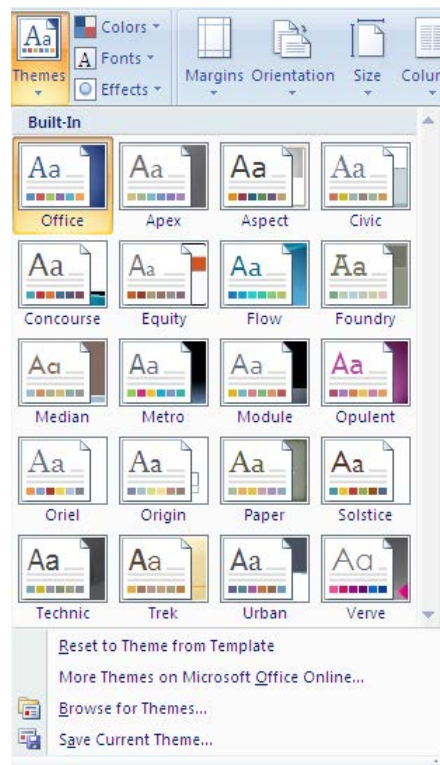 Aa
Colors
A Fonts
Themes
Effects
Margins Orientation Size Colu
Built-In
Aa Aa Aa Aa
Office Apex Aspect Civic
Aa Aa Aa Aa
Concourse Equity Flow Foundry
Aa Aa Aa Aa
Median Metro Module Opulent
Aa Aa Aa Aa
Oriel Origin Paper Solstice
Aa Aa Aa Aa
Technic Trek Urban Verve
Reset to Theme from Template
More Themes on Microsoft Office Online...
Browse for Themes...
Save Current Theme...